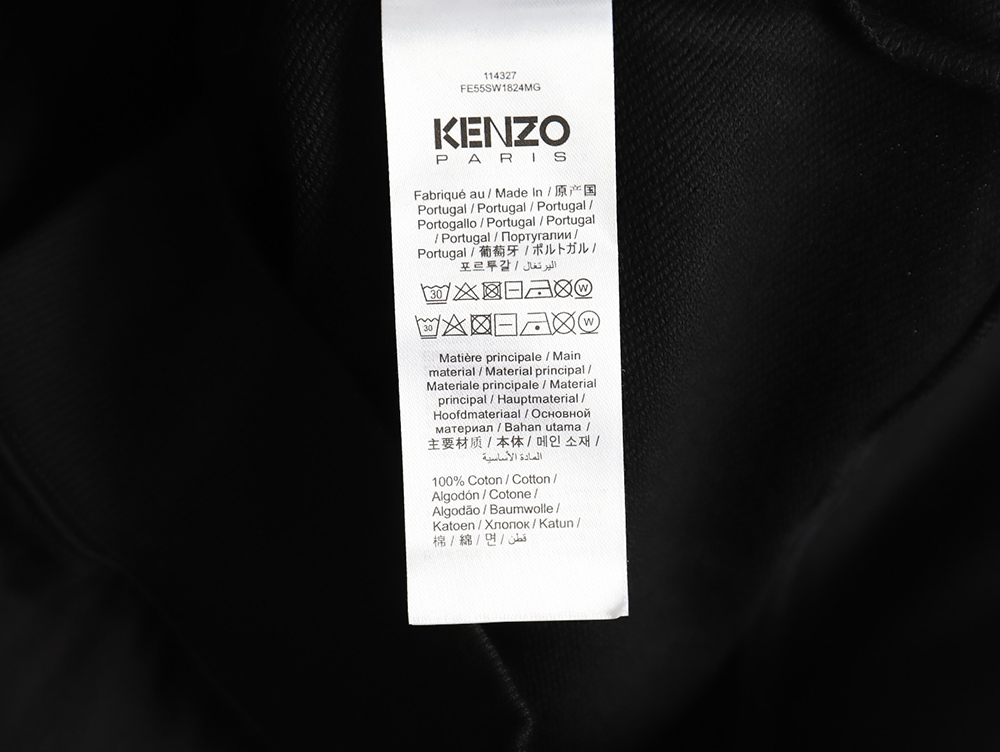 114327
FE55SW1824MG
KENZO
PARIS
Fabriqué au / Made In / 原产国
Portugal / Portugal / Portugal /
Portogallo / Portugal / Portugal
/ Portugal / Португалии /
Portugal / 葡萄牙 / ポルトガル /
포르투갈 / البرتغال
30 W
30 W
Matière principale / Main
material / Material principal /
Materiale principale / Material
principal / Hauptmaterial /
Hoofdmateriaal / Основной
материал / Bahan utama /
主要材质 / 本体 / 메인 소재 /
المادة الأساسية
100% Coton / Cotton /
Algodón / Cotone /
Algodão / Baumwolle /
Katoen / Хлопок / Katun /
棉 / 綿 / 면 / قطن